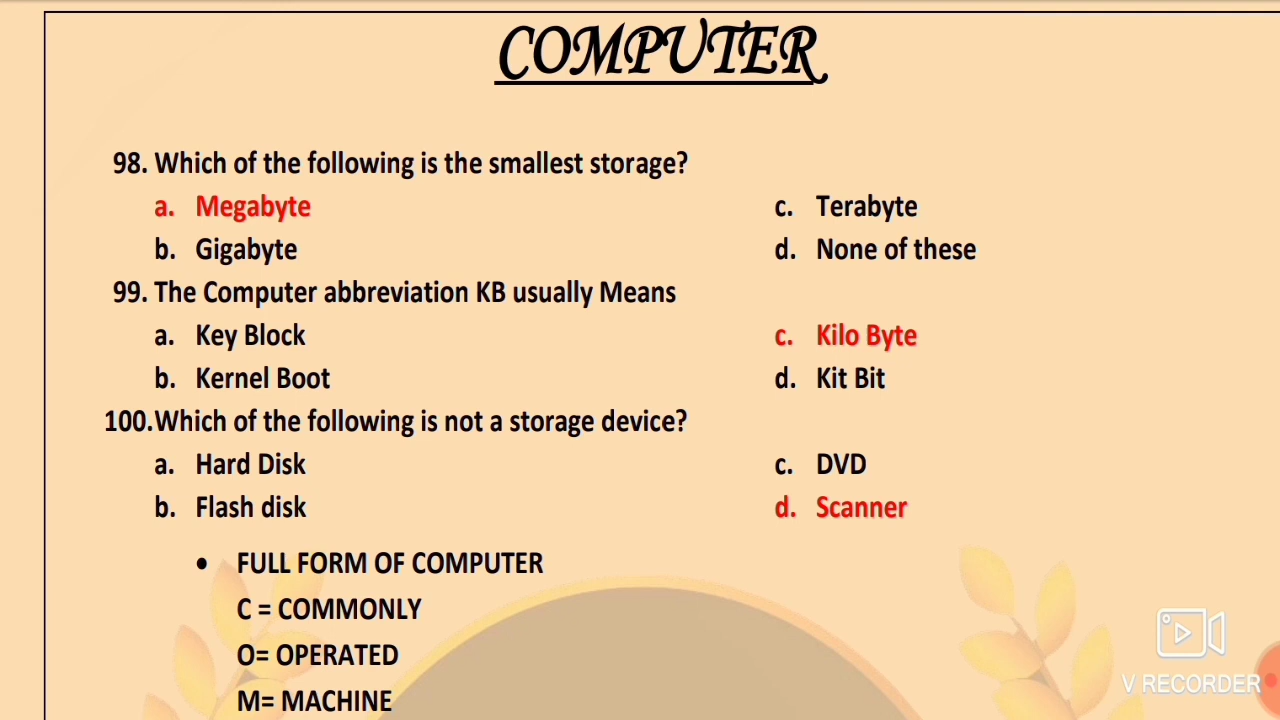 COMPUTER
98. Which of the following is the smallest storage?
a. Megabyte c. Terabyte
b. Gigabyte d. None of these
99. The Computer abbreviation KB usually Means
a. Key Block c. Kilo Byte
b. Kernel Boot d. Kit Bit
100.Which of the following is not a storage device?
a. Hard Disk c. DVD
b. Flash disk d. Scanner
• FULL FORM OF COMPUTER
C = COMMONLY
O= OPERATED
M= MACHINE
V RECORDER